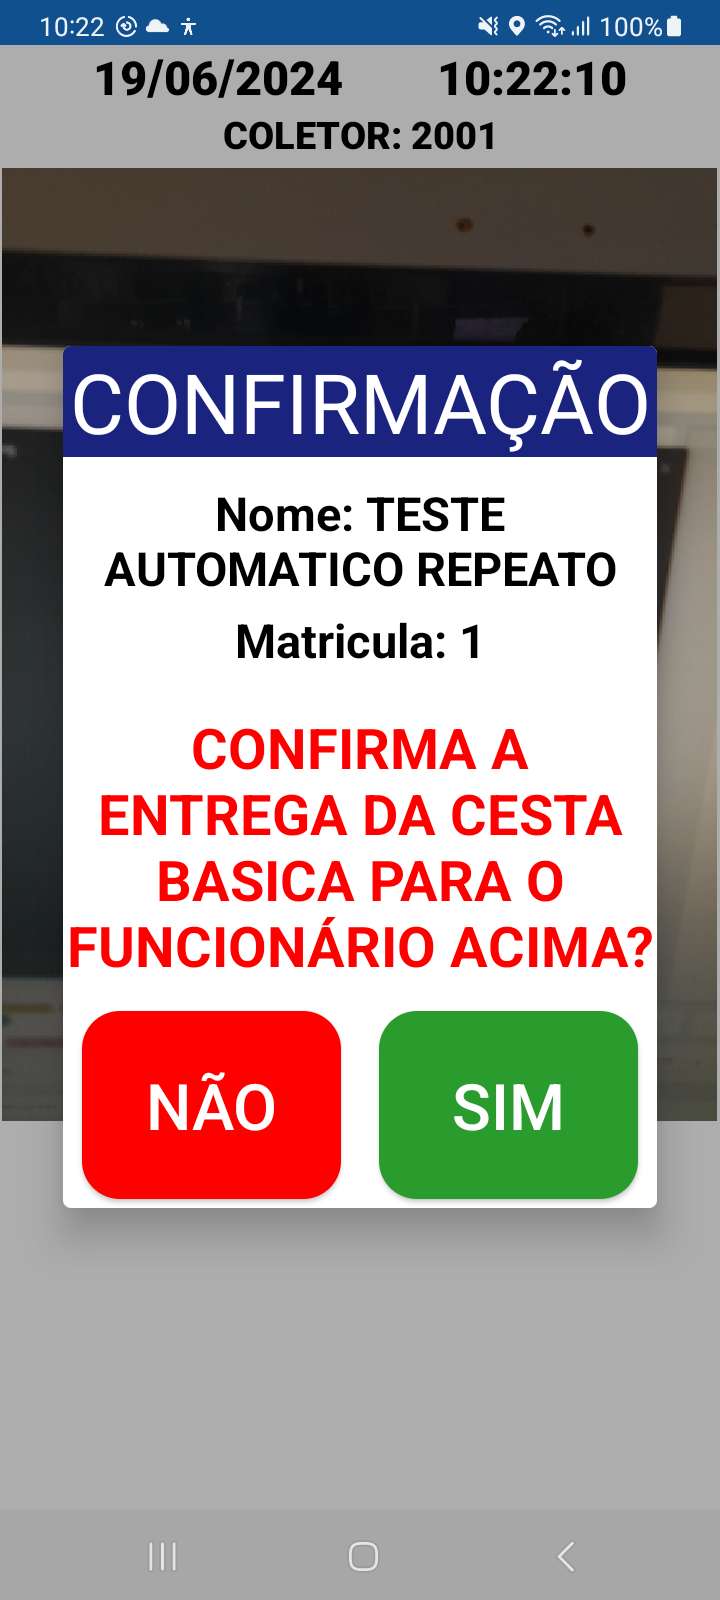 10:22 100%
19/06/2024 10:22:10
COLETOR: 2001
CONFIRMAÇÃO
Nome: TESTE
AUTOMATICO REPEATO
Matricula: 1
CONFIRMA A
ENTREGA DA CESTA
BASICA PARA O
FUNCIONÁRIO ACIMA?
NÃO SIM